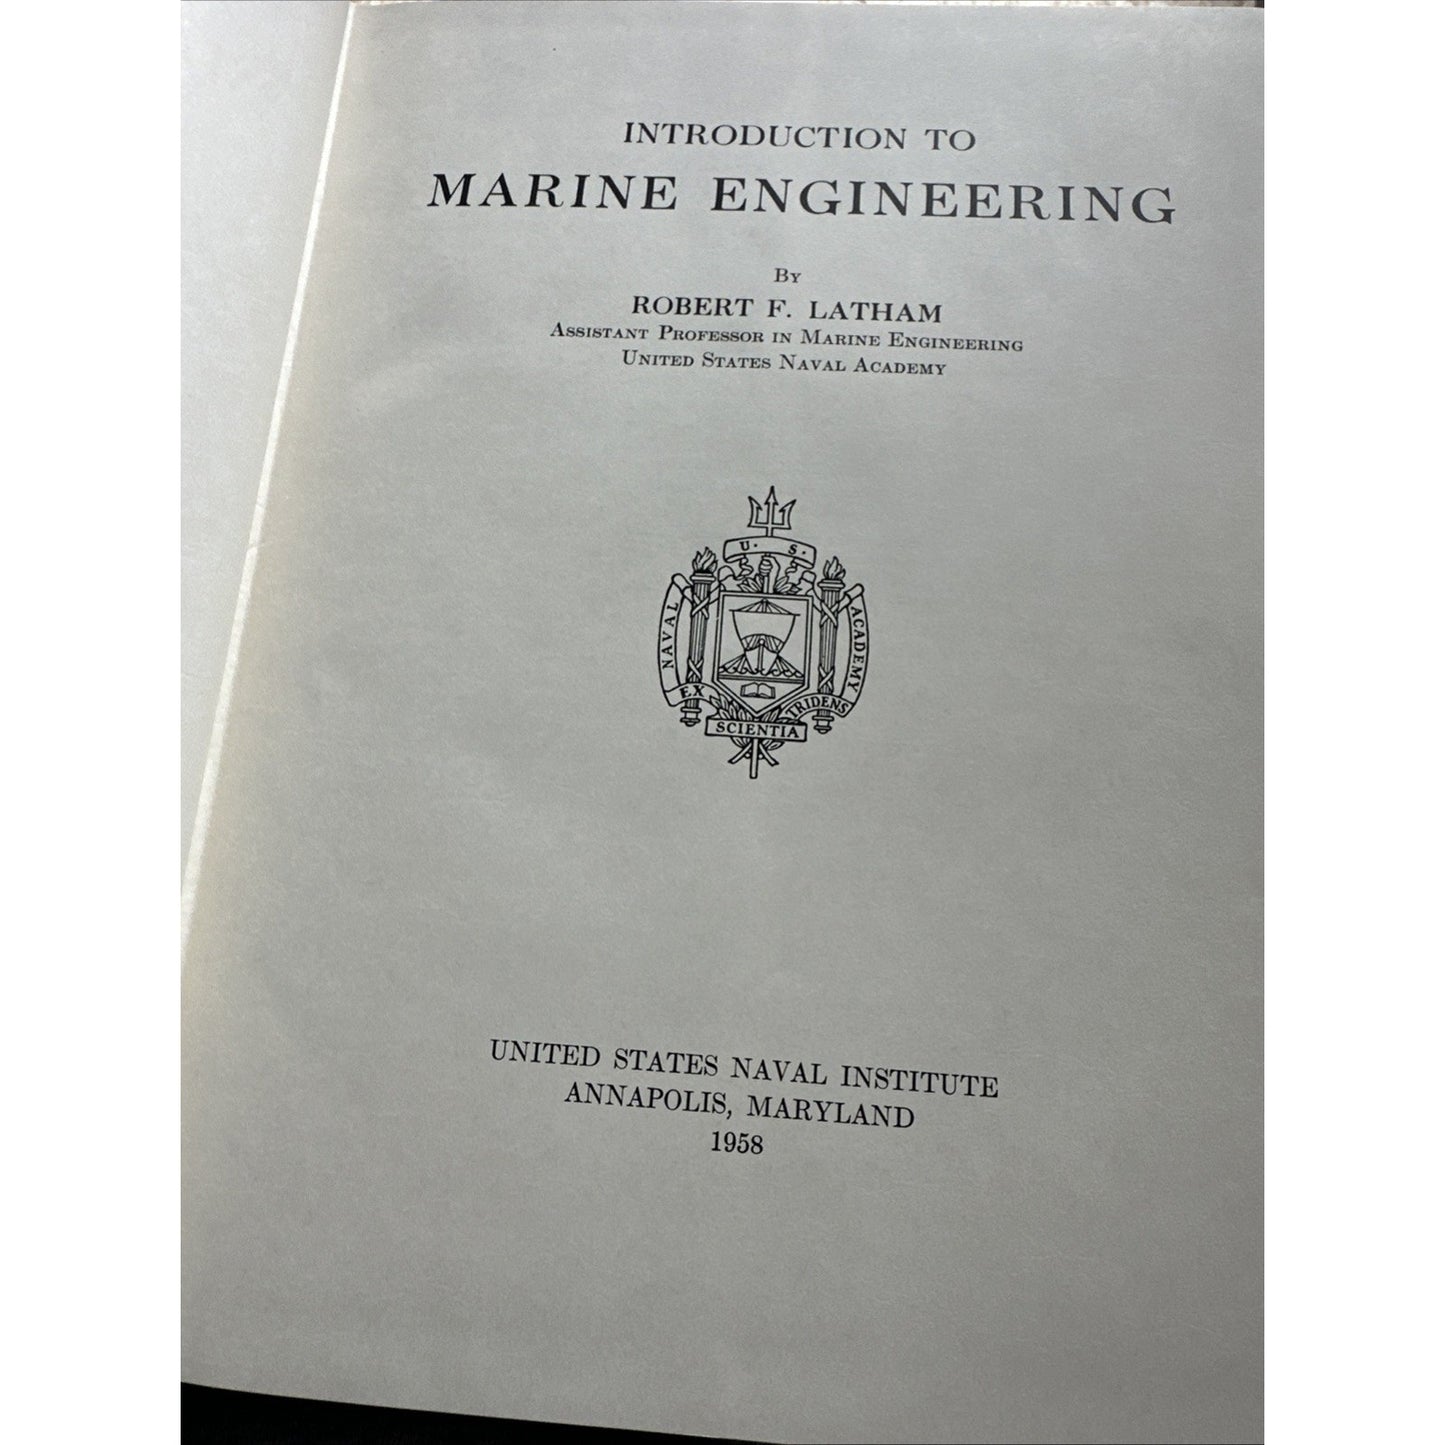 INTRODUCTION TO
MARINE ENGINEERING
BY
ROBERT F. LATHAM
ASSISTANT PROFESSOR IN MARINE ENGINEERING
UNITED STATES NAVAL ACADEMY
U. S.
NAVAL
ACADEMY
EX
TRIDENS
SCIENTIA
UNITED STATES NAVAL INSTITUTE
ANNAPOLIS, MARYLAND
1958